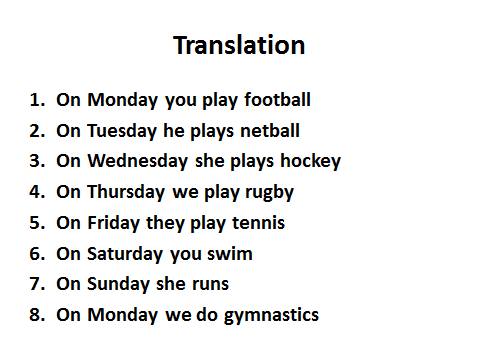 Translation
1. On Monday you play football
2. On Tuesday he plays netball
3. On Wednesday she plays hockey
4. On Thursday we play rugby
5. On Friday they play tennis
6. On Saturday you swim
7. On Sunday she runs
8. On Monday we do gymnastics